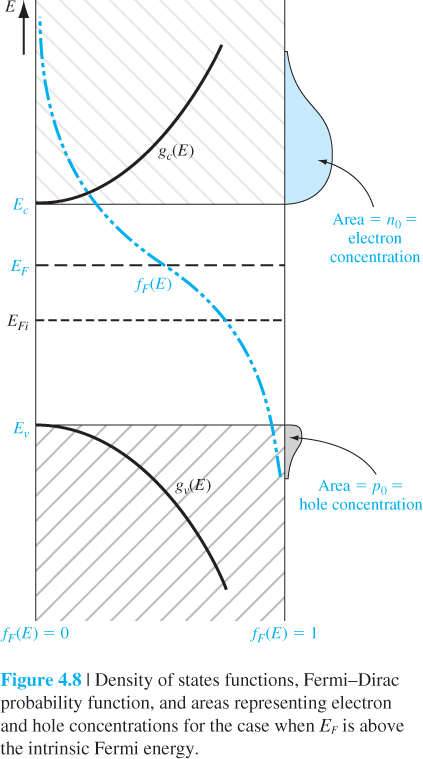 E
g_c(E)
E_c
Area = n_0 =
electron
concentration
E_F
f_F(E)
E_Fi
E_v
g_v(E)
Area = p_0 =
hole concentration
f_F(E) = 0
f_F(E) = 1
Figure 4.8 | Density of states functions, Fermi–Dirac
probability function, and areas representing electron
and hole concentrations for the case when E_F is above
the intrinsic Fermi energy.